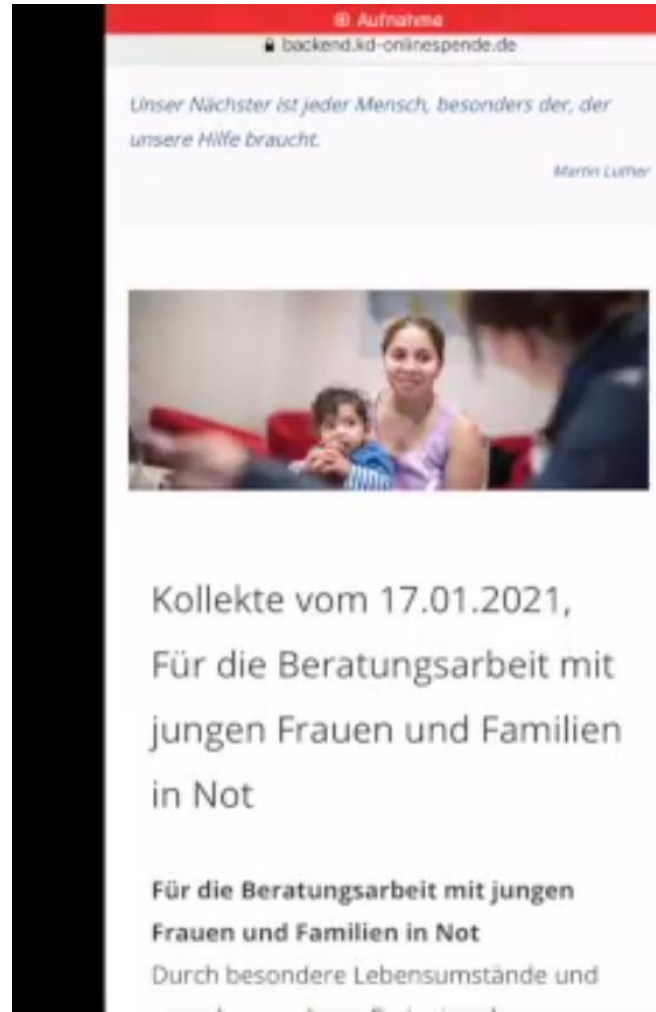 Aufnahme
backend.kd-onlinespende.de
Unser Nächster ist jeder Mensch, besonders der, der
unsere Hilfe braucht.
Martin Luther
Kollekte vom 17.01.2021,
Für die Beratungsarbeit mit
jungen Frauen und Familien
in Not
Für die Beratungsarbeit mit jungen
Frauen und Familien in Not
Durch besondere Lebensumstände und